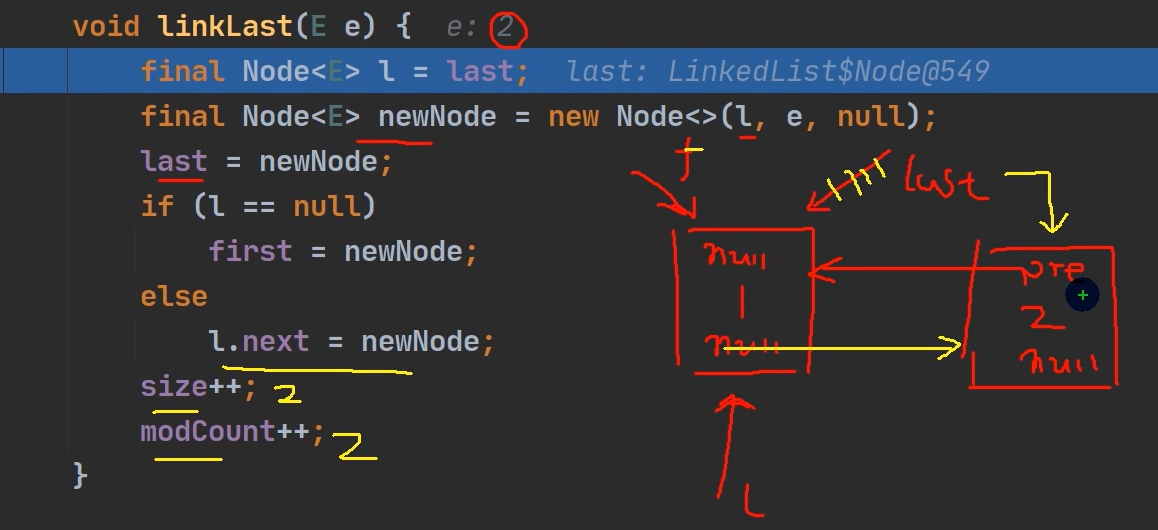 void linkLast(E e) {  e: 2
final Node<E> l = last;  last: LinkedList$Node@549
final Node<E> newNode = new Node<>(l, e, null);
last = newNode;
if (l == null)
first = newNode;
else
l.next = newNode;
size++; 2
modCount++; 2
}
f
last
null
1
null
pre
2
null
L